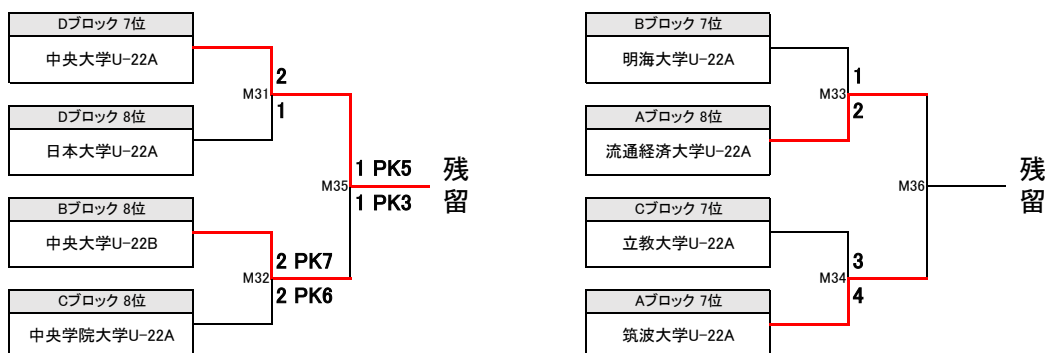 Dブロック 7位
中央大学U-22A
2
M31
1
Dブロック 8位
日本大学U-22A
1 PK5
M35
1 PK3
残留
Bブロック 8位
中央大学U-22B
2 PK7
M32
2 PK6
Cブロック 8位
中央学院大学U-22A
Bブロック 7位
明海大学U-22A
1
M33
2
Aブロック 8位
流通経済大学U-22A
M36
残留
Cブロック 7位
立教大学U-22A
3
M34
4
Aブロック 7位
筑波大学U-22A